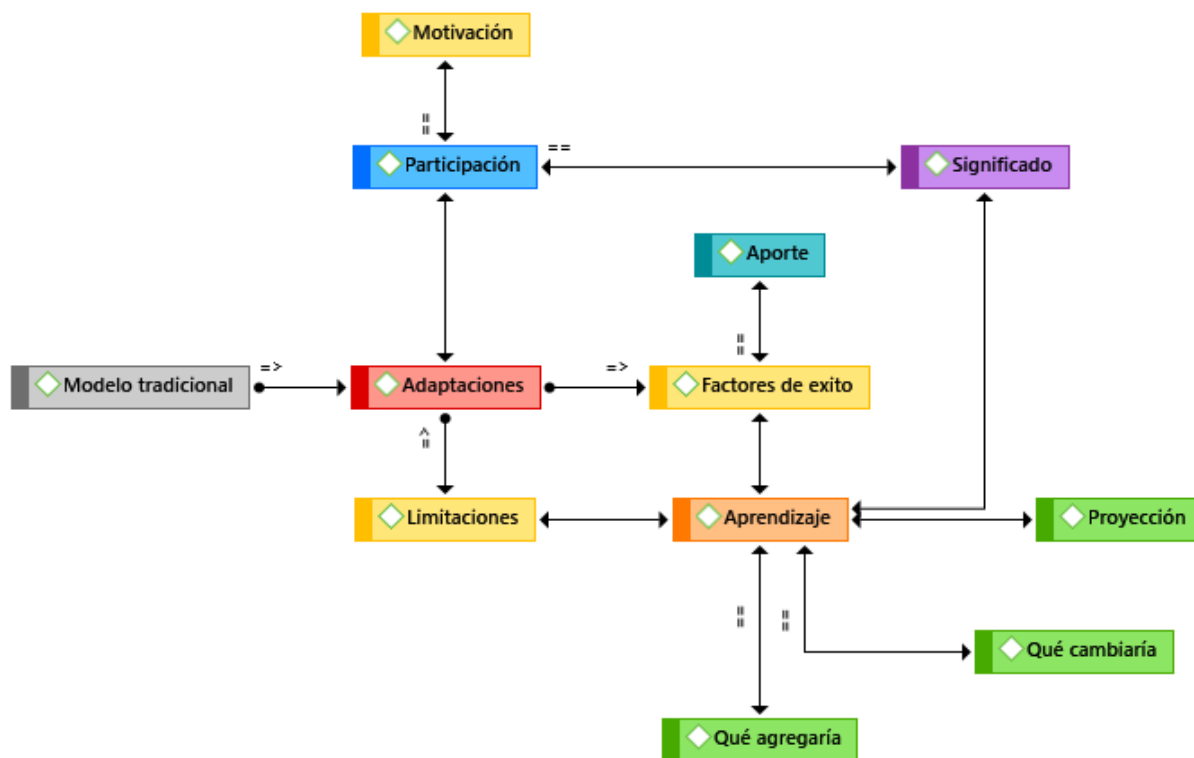 Motivación
==
Participación
==
Significado
Aporte
==
Modelo tradicional
=>
Adaptaciones
=>
Factores de exito
=>
Limitaciones
Aprendizaje
Proyección
==
==
Qué cambiaría
Qué agregaría